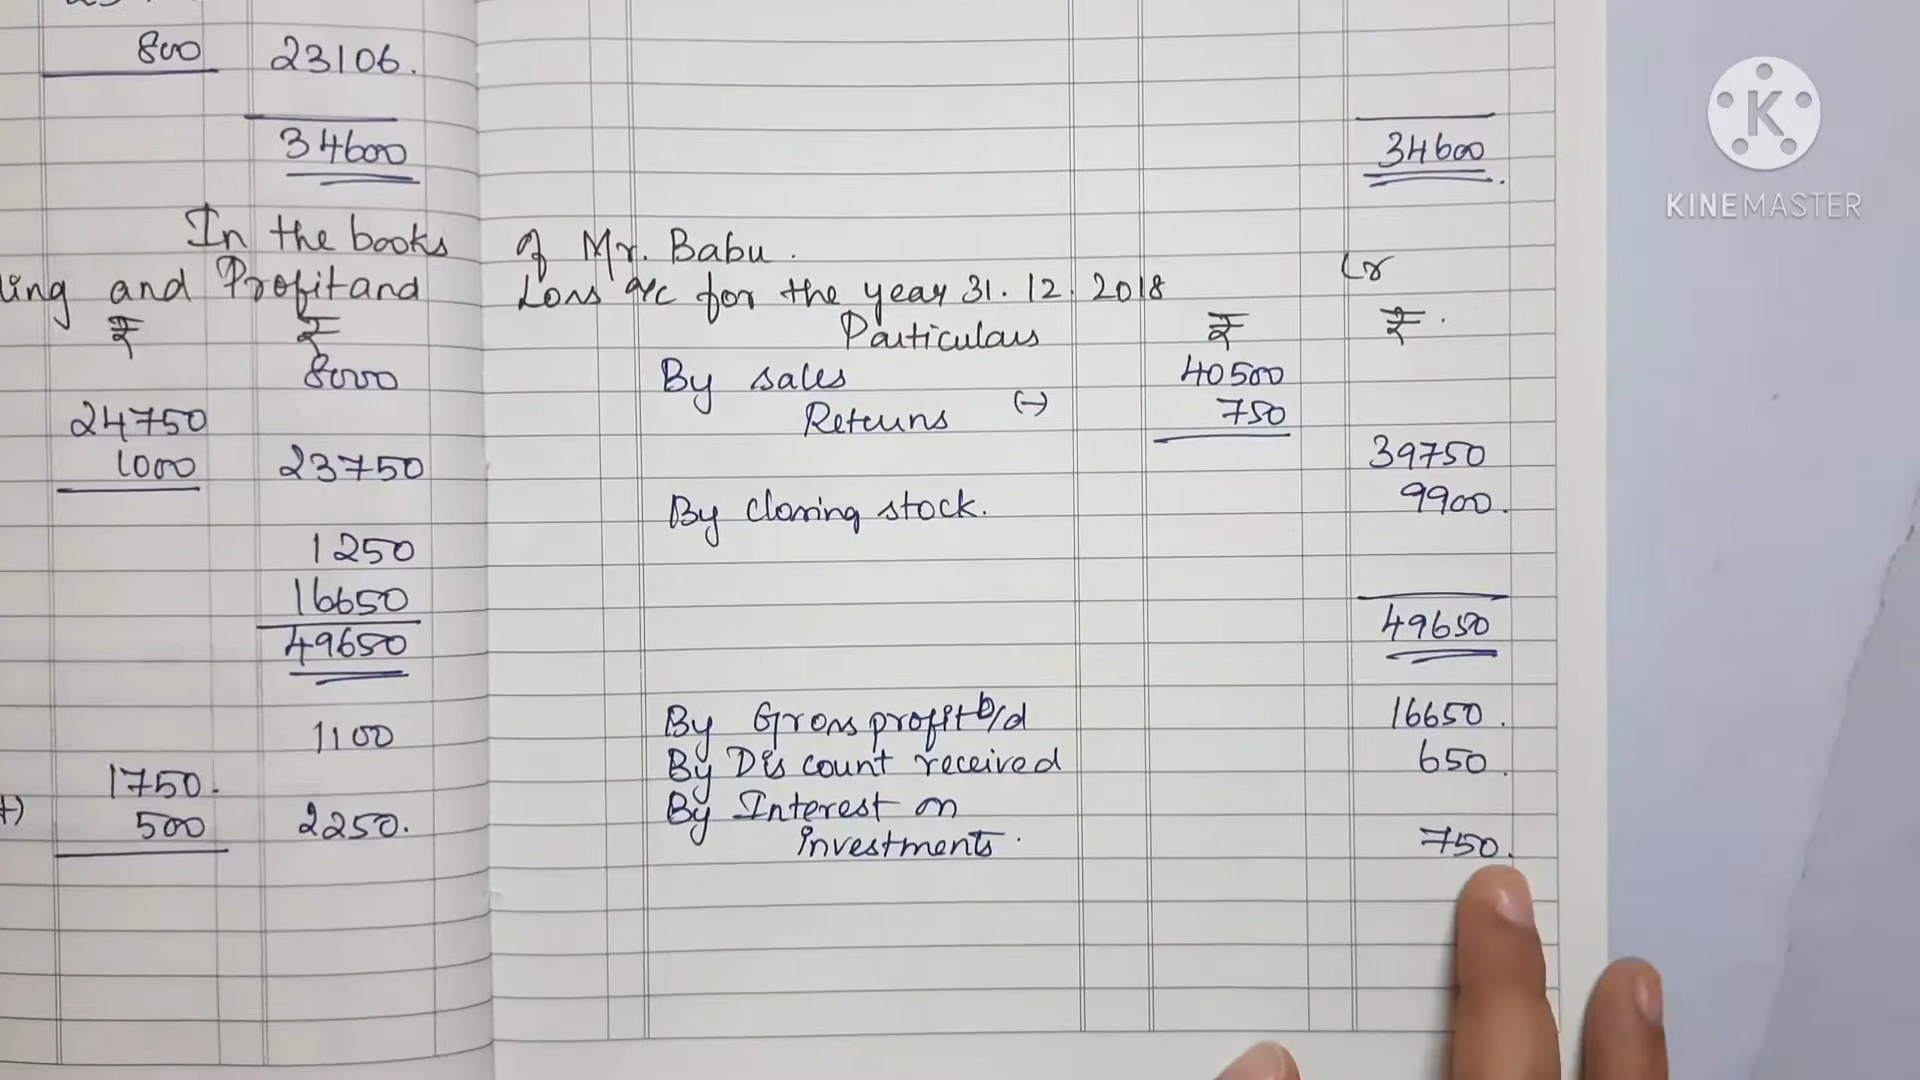 800 23106.
34600 34600
KINEMASTER
In the books of Mr. Babu.
ling and Profit and Loss a/c for the year 31.12.2018 Cr
₹ ₹ Particulars ₹ ₹
8000 By sales 40500
24750 Returns (-) 750
1000 23750 39750
By closing stock. 9900.
1250
16650
49650 49650
1100 By Gross profit b/d 16650.
1750. By Discount received 650.
+) 500 2250. By Interest on
Investments. 750.